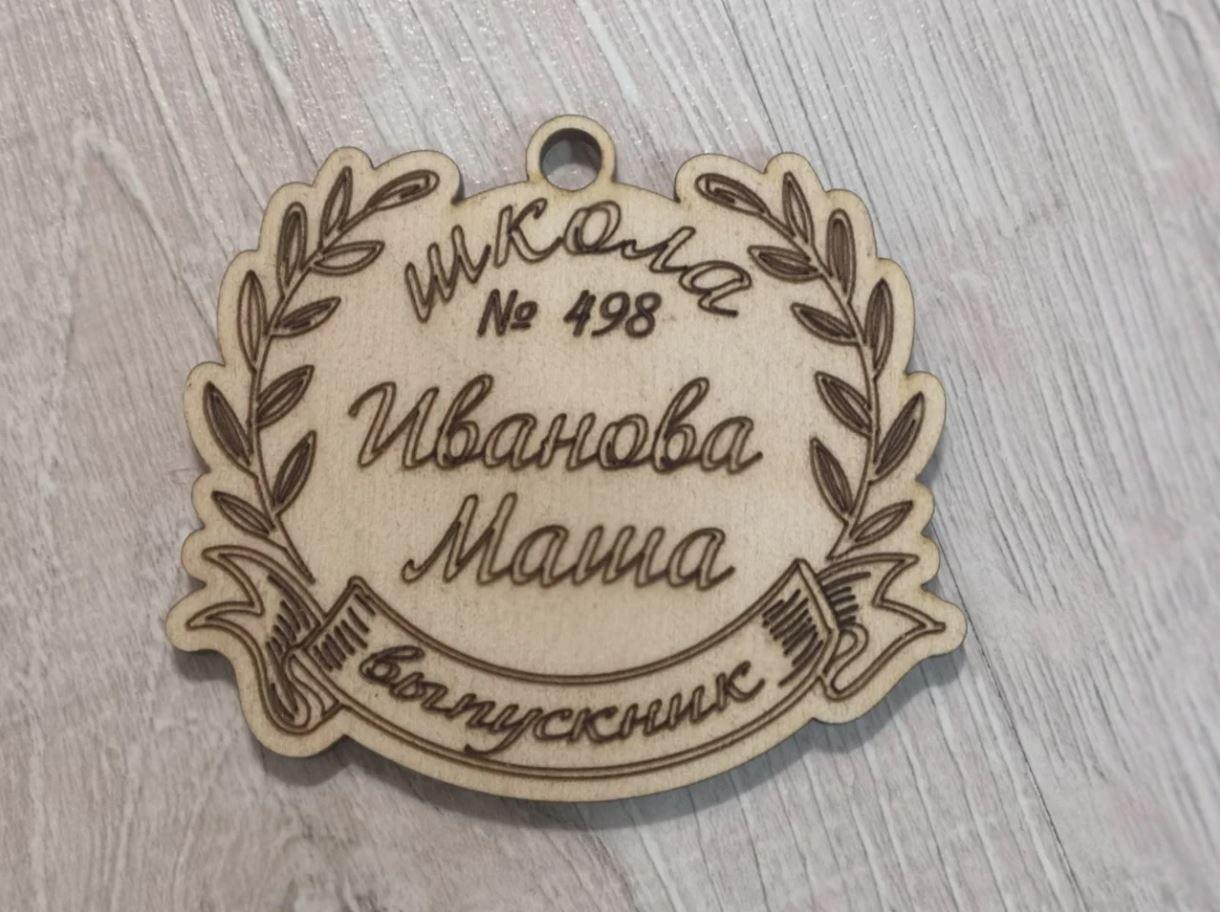 школа
№ 498
Иванова
Маша
выпускник